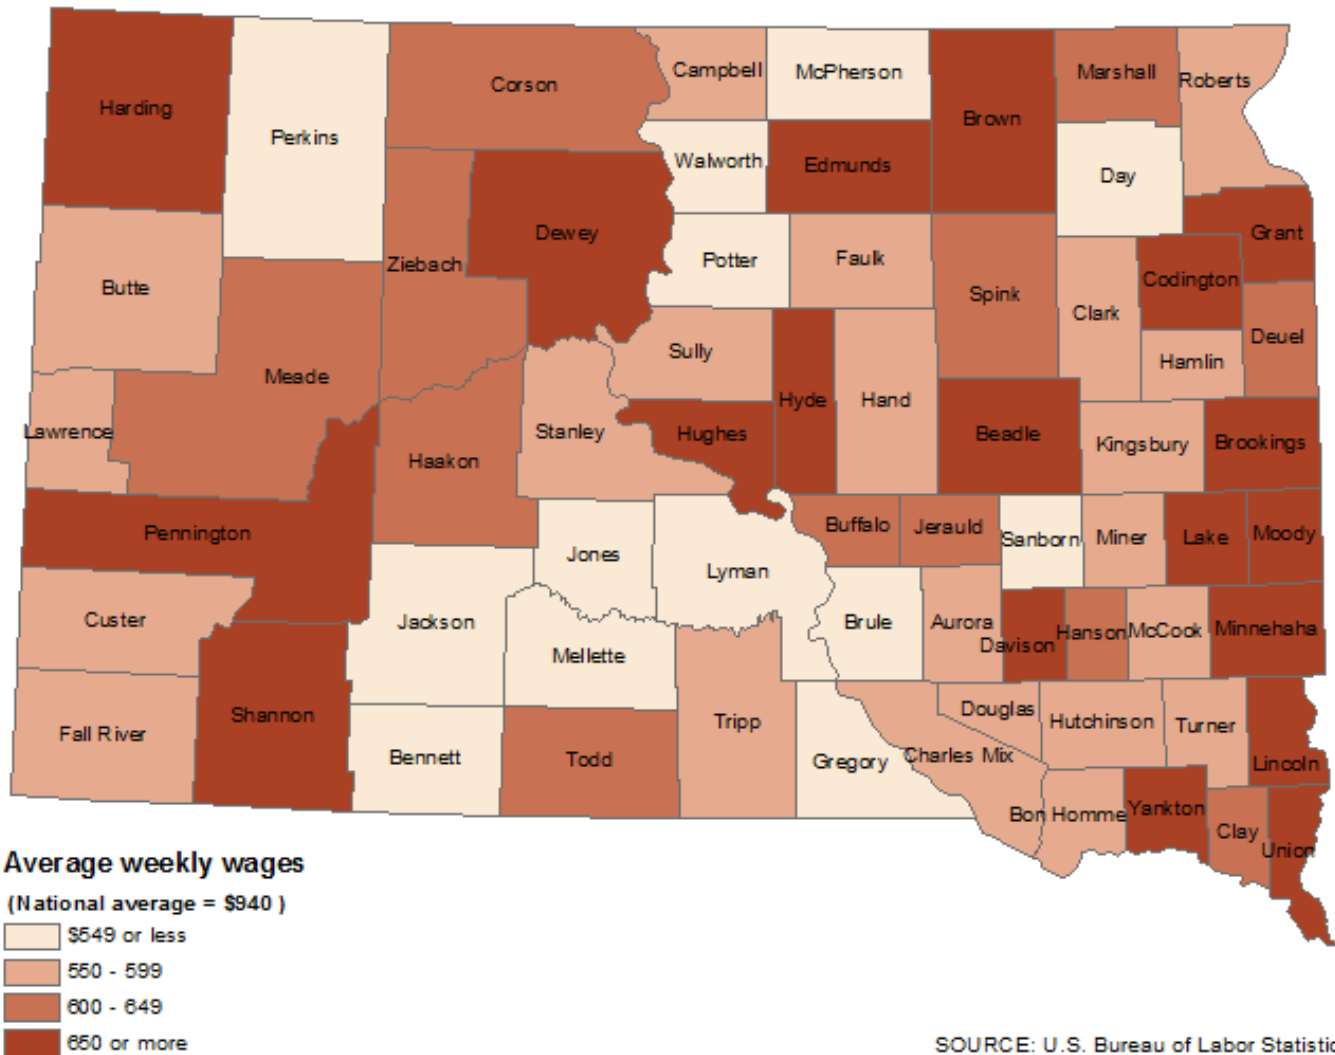 Harding
Perkins
Corson
Campbell
McPherson
Brown
Marshall
Roberts
Walworth
Edmunds
Day
Dewey
Grant
Butte
Ziebach
Potter
Faulk
Spink
Codington
Clark
Deuel
Meade
Sully
Hamlin
Lawrence
Haakon
Stanley
Hughes
Hyde
Hand
Beadle
Kingsbury
Brookings
Pennington
Jones
Lyman
Buffalo
Jerauld
Sanborn
Miner
Lake
Moody
Custer
Jackson
Mellette
Brule
Aurora
Davison
Hanson
McCook
Minnehaha
Fall River
Shannon
Bennett
Todd
Tripp
Gregory
Charles Mix
Douglas
Hutchinson
Turner
Lincoln
Bon Homme
Yankton
Clay
Union
Average weekly wages
(National average = $940 )
$549 or less
550 - 599
600 - 649
650 or more
SOURCE: U.S. Bureau of Labor Statistic